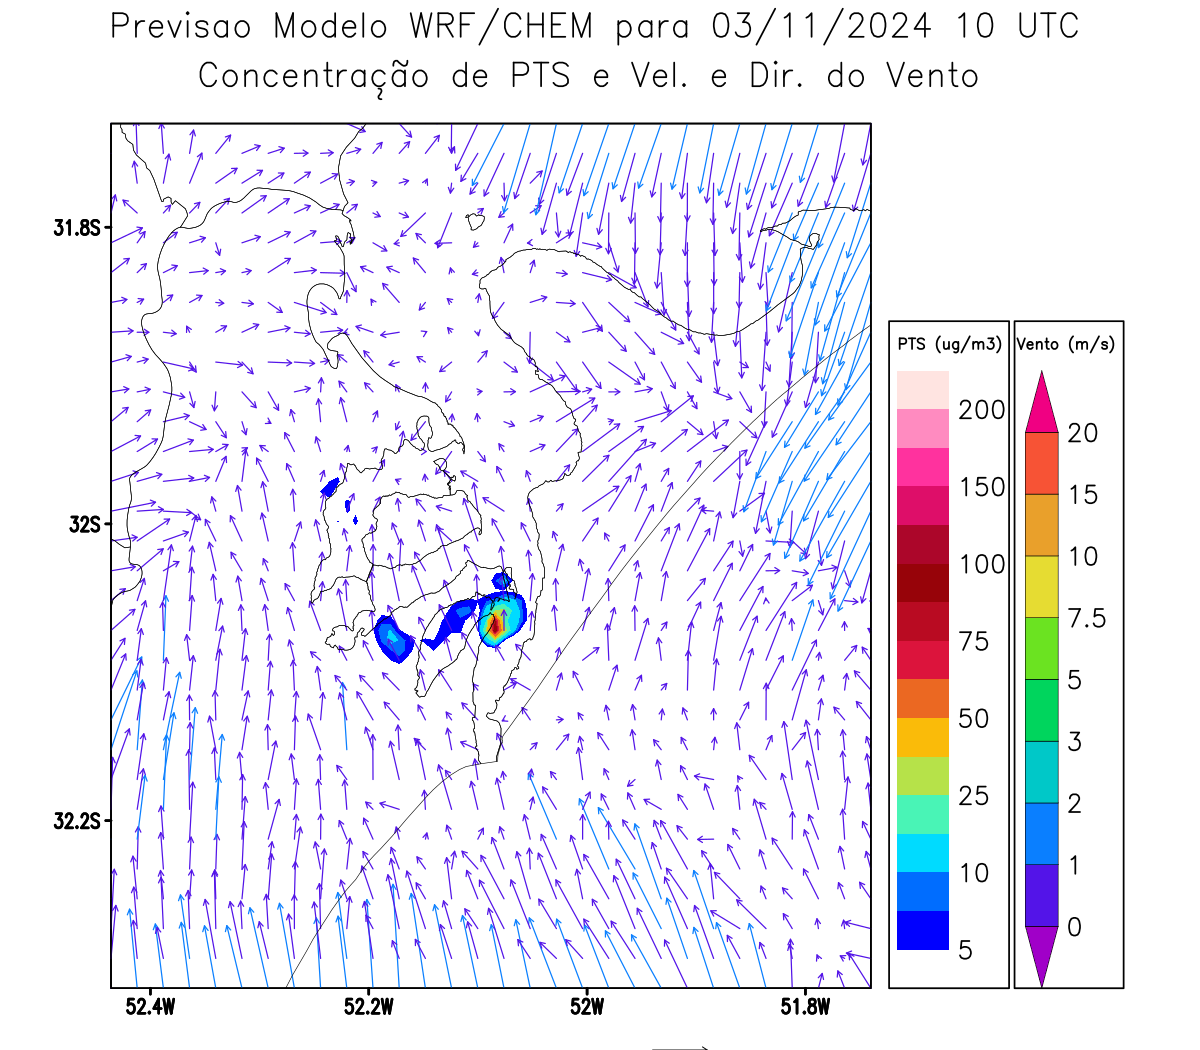 Previsao Modelo WRF/CHEM para 03/11/2024 10 UTC
Concentração de PTS e Vel. e Dir. do Vento
31.8S
32S
32.2S
52.4W 52.2W 52W 51.8W
PTS (ug/m3)
200
150
100
75
50
25
10
5
Vento (m/s)
20
15
10
7.5
5
3
2
1
0